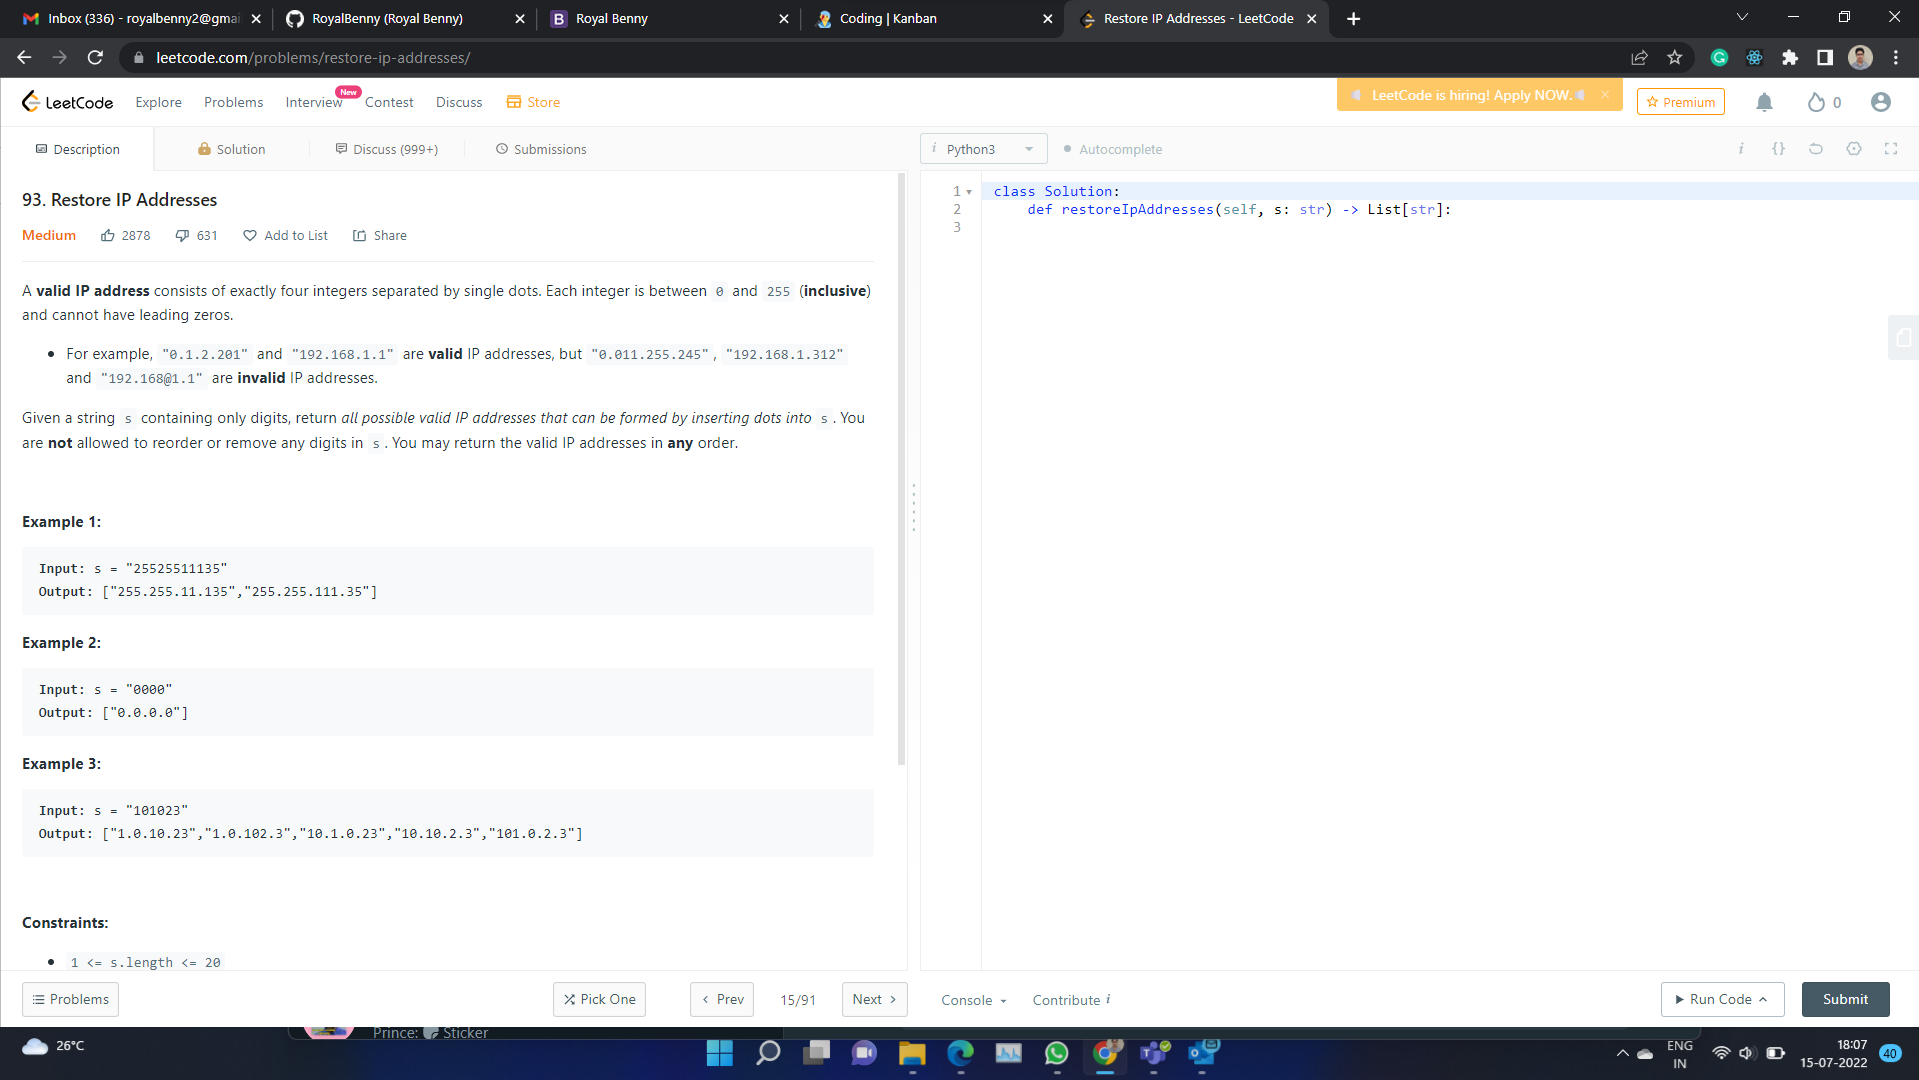 Inbox (336) - royalbenny2@gmai
RoyalBenny (Royal Benny)
Royal Benny
Coding | Kanban
Restore IP Addresses - LeetCode
leetcode.com/problems/restore-ip-addresses/
LeetCode
Explore
Problems
Interview
New
Contest
Discuss
Store
LeetCode is hiring! Apply NOW.
Premium
0
Description
Solution
Discuss (999+)
Submissions
Python3
Autocomplete
93. Restore IP Addresses
Medium
2878
631
Add to List
Share
A valid IP address consists of exactly four integers separated by single dots. Each integer is between 0 and 255 (inclusive)
and cannot have leading zeros.
• For example, "0.1.2.201" and "192.168.1.1" are valid IP addresses, but "0.011.255.245", "192.168.1.312"
and "192.168@1.1" are invalid IP addresses.
Given a string s containing only digits, return all possible valid IP addresses that can be formed by inserting dots into s. You
are not allowed to reorder or remove any digits in s. You may return the valid IP addresses in any order.
Example 1:
Input: s = "25525511135"
Output: ["255.255.11.135","255.255.111.35"]
Example 2:
Input: s = "0000"
Output: ["0.0.0.0"]
Example 3:
Input: s = "101023"
Output: ["1.0.10.23","1.0.102.3","10.1.0.23","10.10.2.3","101.0.2.3"]
Constraints:
• 1 <= s.length <= 20
1
class Solution:
2
def restoreIpAddresses(self, s: str) -> List[str]:
3
Problems
Pick One
Prev
15/91
Next
Console
Contribute i
Run Code
Submit
Prince: Sticker
26°C
ENG
IN
18:07
15-07-2022
40